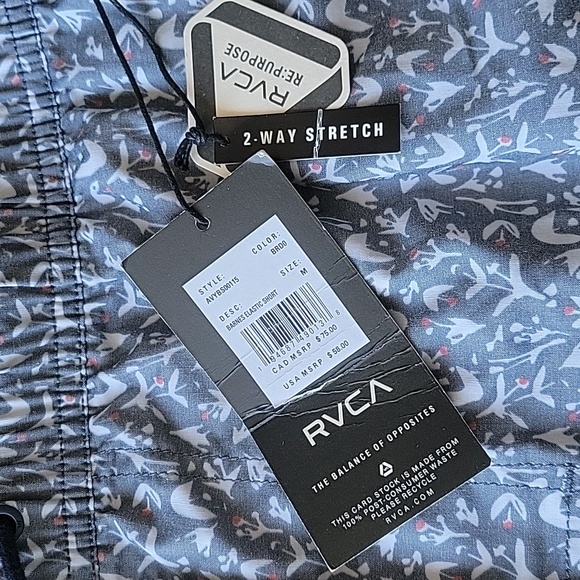 RVCA
RE:PURPOSE
2-WAY STRETCH
STYLE:
AVYBS00115
COLOR:
BRD0
DESC:
BARNES ELASTIC SHORT
SIZE:
M
CAD MSRP $75.00
USA MSRP $58.00
RVCA
THE BALANCE OF OPPOSITES
THIS CARD STOCK IS MADE FROM
100% POST-CONSUMER WASTE
PLEASE RECYCLE
RVCA.COM